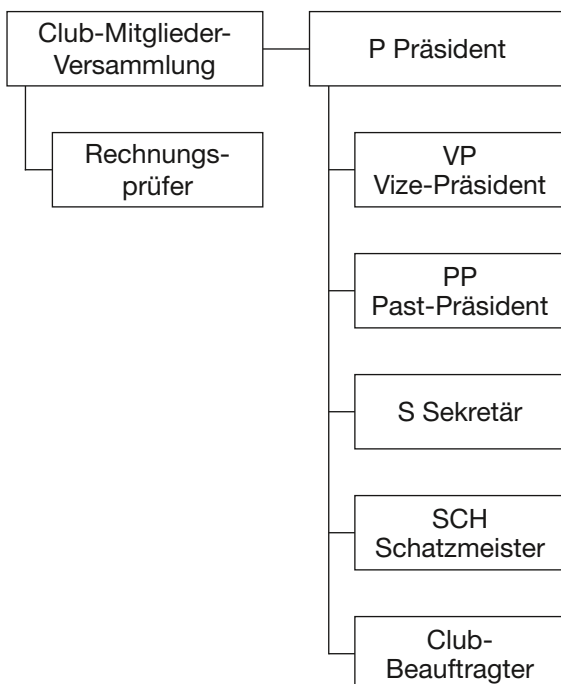 Club-Mitglieder-
Versammlung
P Präsident
Rechnungs-
prüfer
VP
Vize-Präsident
PP
Past-Präsident
S Sekretär
SCH
Schatzmeister
Club-
Beauftragter